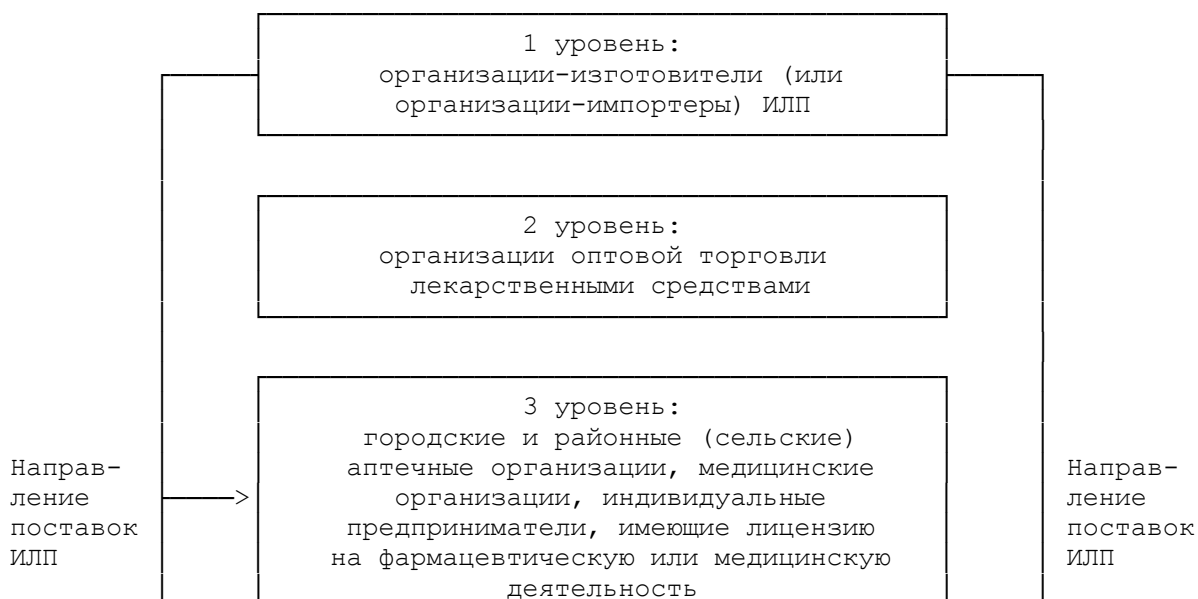 1 уровень:
организации-изготовители (или
организации-импортеры) ИЛП
2 уровень:
организации оптовой торговли
лекарственными средствами
3 уровень:
городские и районные (сельские)
аптечные организации, медицинские
организации, индивидуальные
предприниматели, имеющие лицензию
на фармацевтическую или медицинскую
деятельность
Направ-
ление
поставок
ИЛП
Направ-
ление
поставок
ИЛП